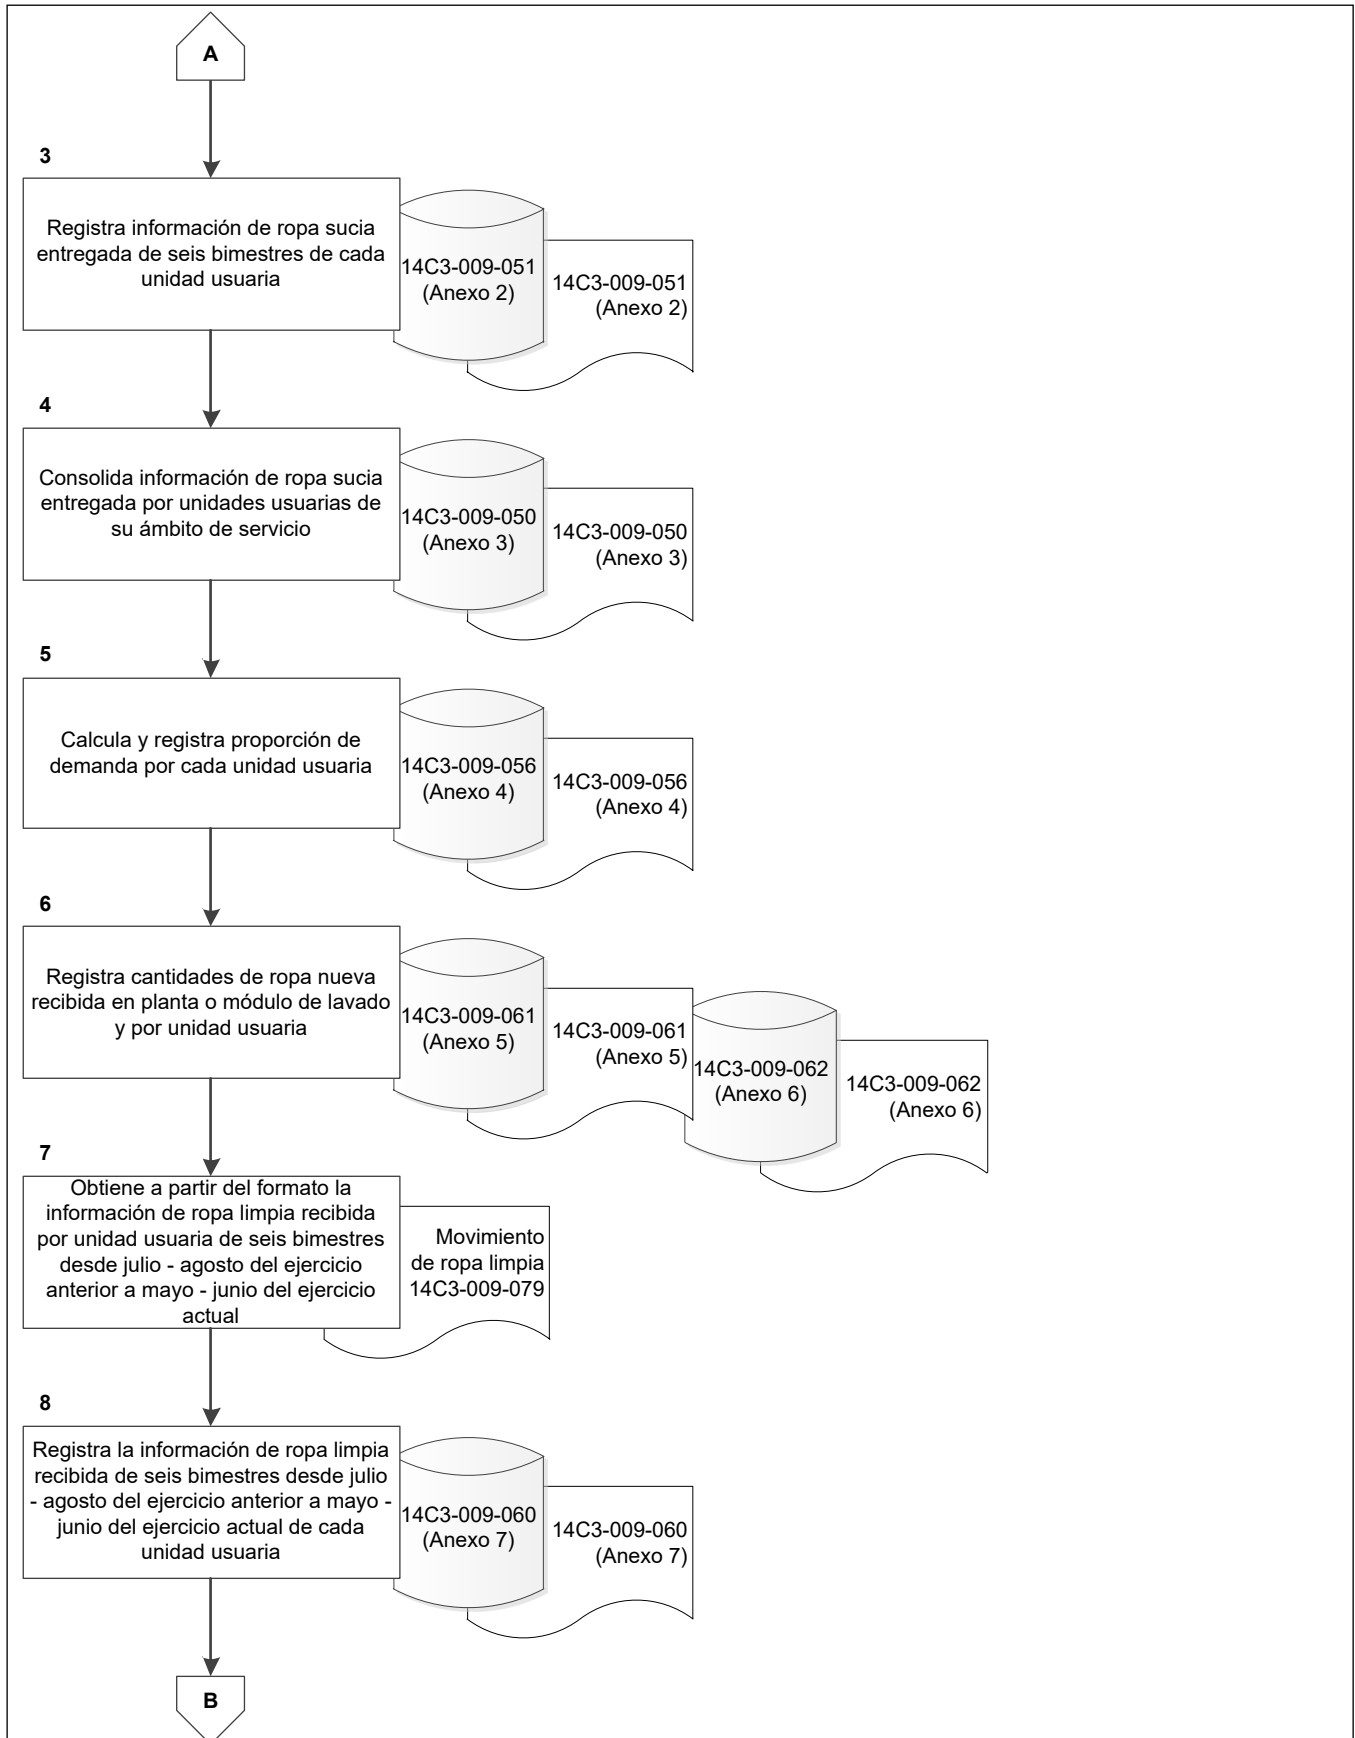 A
3
Registra información de ropa sucia
entregada de seis bimestres de cada
unidad usuaria
14C3-009-051
(Anexo 2)
14C3-009-051
(Anexo 2)
4
Consolida información de ropa sucia
entregada por unidades usuarias de
su ámbito de servicio
14C3-009-050
(Anexo 3)
14C3-009-050
(Anexo 3)
5
Calcula y registra proporción de
demanda por cada unidad usuaria
14C3-009-056
(Anexo 4)
14C3-009-056
(Anexo 4)
6
Registra cantidades de ropa nueva
recibida en planta o módulo de lavado
y por unidad usuaria
14C3-009-061
(Anexo 5)
14C3-009-061
(Anexo 5)
14C3-009-062
(Anexo 6)
14C3-009-062
(Anexo 6)
7
Obtiene a partir del formato la
información de ropa limpia recibida
por unidad usuaria de seis bimestres
desde julio - agosto del ejercicio
anterior a mayo - junio del ejercicio
actual
Movimiento
de ropa limpia
14C3-009-079
8
Registra la información de ropa limpia
recibida de seis bimestres desde julio
- agosto del ejercicio anterior a mayo -
junio del ejercicio actual de cada
unidad usuaria
14C3-009-060
(Anexo 7)
14C3-009-060
(Anexo 7)
B